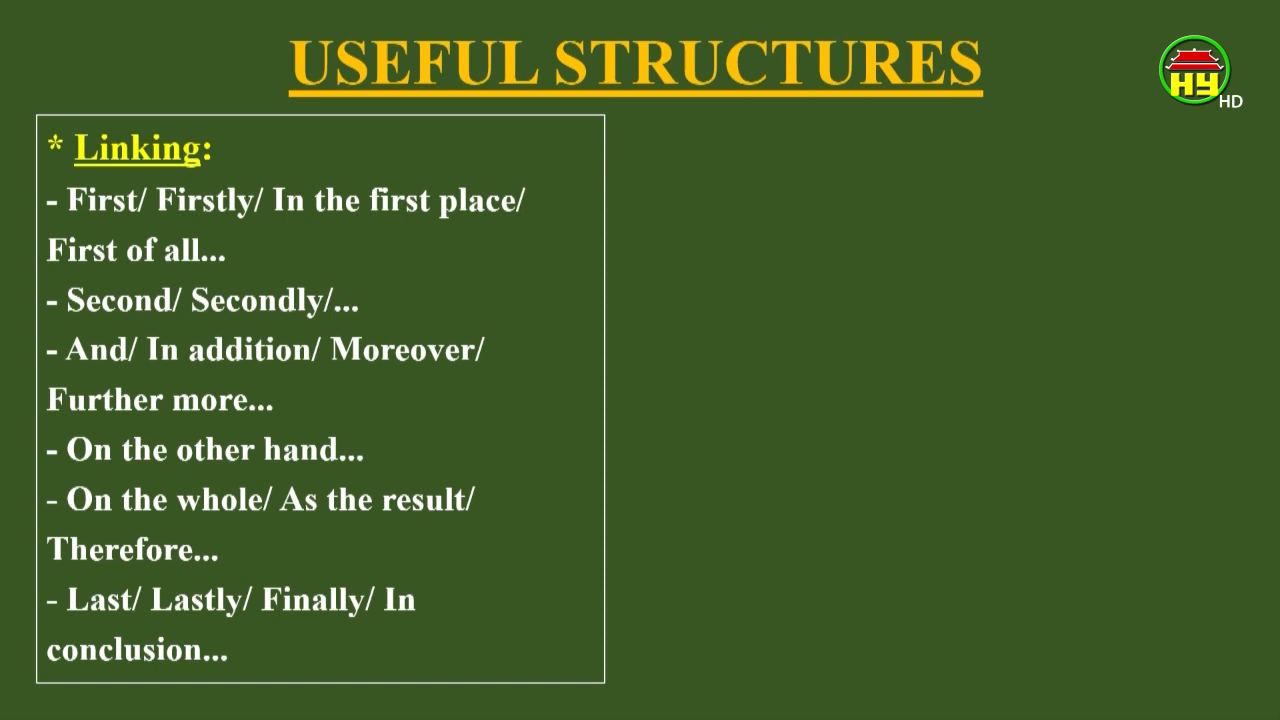 USEFUL STRUCTURES
HY
HD
* Linking:
- First/ Firstly/ In the first place/
First of all...
- Second/ Secondly/...
- And/ In addition/ Moreover/
Further more...
- On the other hand...
- On the whole/ As the result/
Therefore...
- Last/ Lastly/ Finally/ In
conclusion...